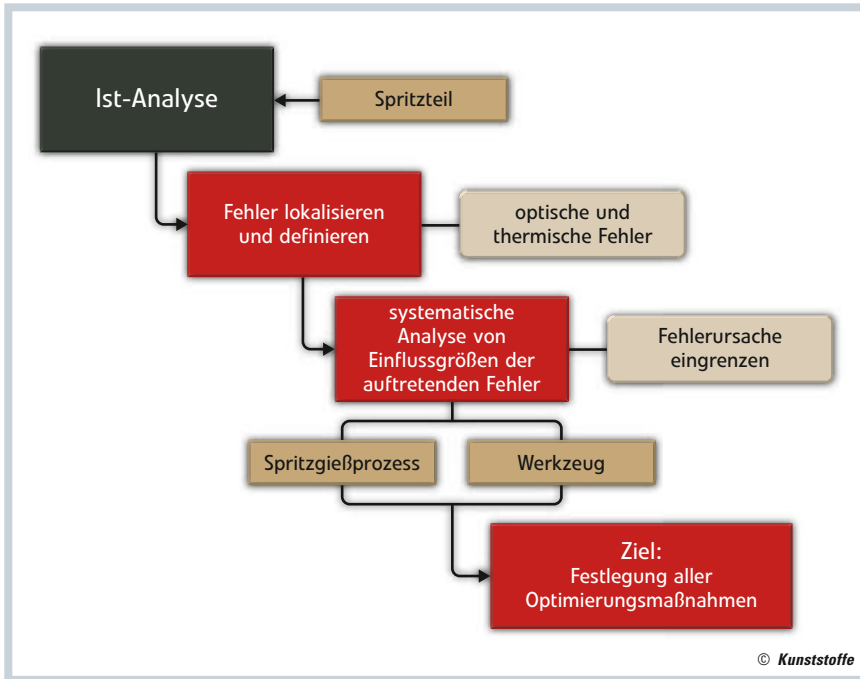 Ist-Analyse
Spritzteil
Fehler lokalisieren
und definieren
optische und
thermische Fehler
systematische
Analyse von
Einflussgrößen der
auftretenden Fehler
Fehlerursache
eingrenzen
Spritzgießprozess
Werkzeug
Ziel:
Festlegung aller
Optimierungsmaßnahmen
© Kunststoffe